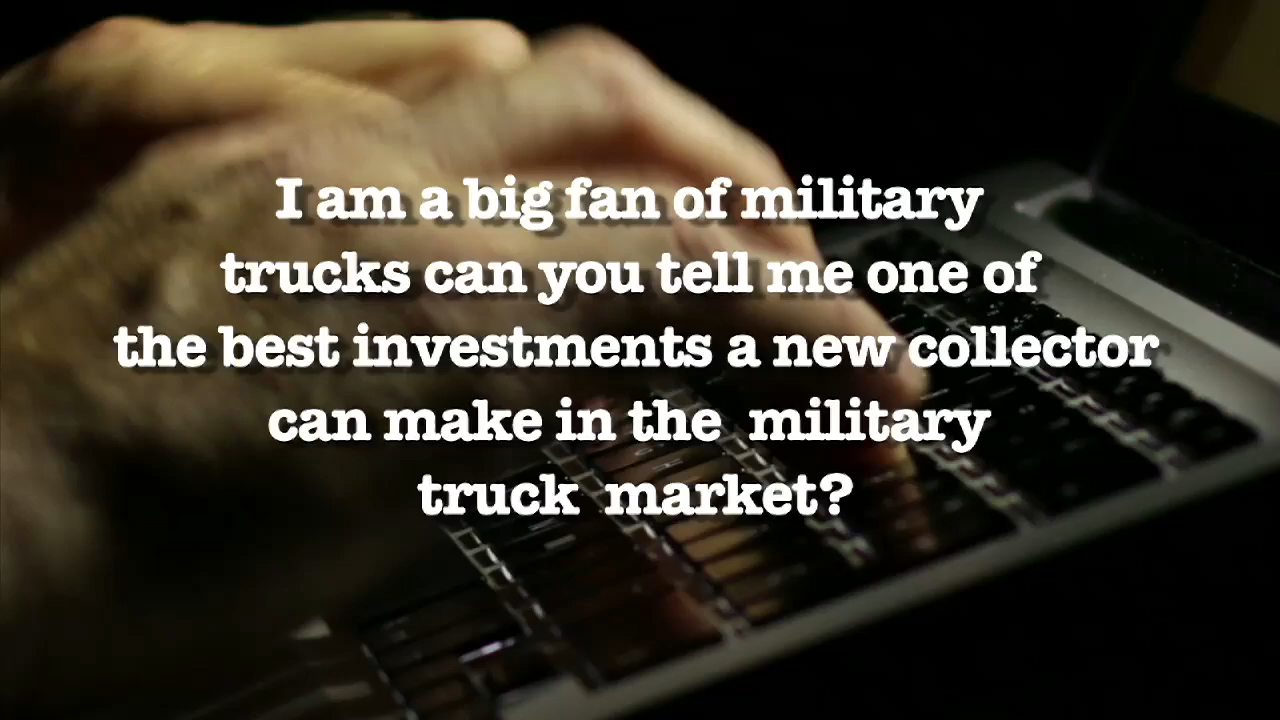 I am a big fan of military
trucks can you tell me one of
the best investments a new collector
can make in the  military
truck  market?